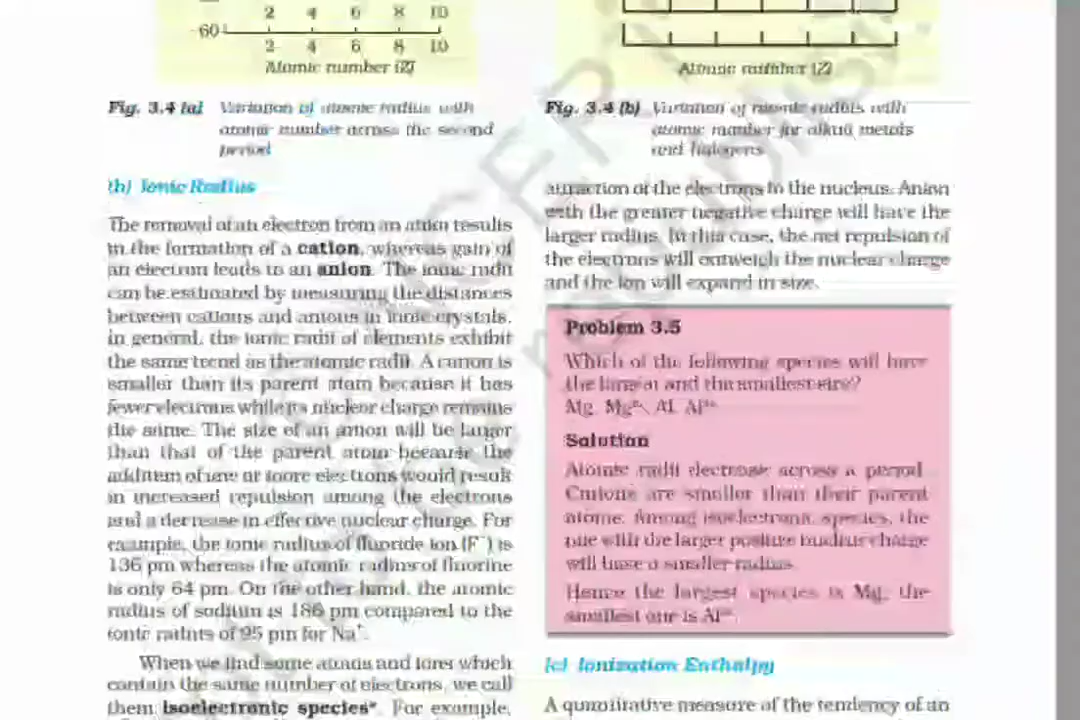 2 4 6 8 10
-60
2 4 6 8 10
Atomic number (Z)
Fig. 3.4 (a) Variation of atomic radius with
atomic number across the second
period
(b) Ionic Radius
The removal of an electron from an atom results
in the formation of a cation, whereas gain of
an electron leads to an anion. The ionic radii
can be estimated by measuring the distances
between cations and anions in ionic crystals.
In general, the ionic radii of elements exhibit
the same trend as the atomic radii. A cation is
smaller than its parent atom because it has
fewer electrons while its nuclear charge remains
the same. The size of an anion will be larger
than that of the parent atom because the
addition of one or more electrons would result
in increased repulsion among the electrons
and a decrease in effective nuclear charge. For
example, the ionic radius of fluoride ion (F⁻) is
136 pm whereas the atomic radius of fluorine
is only 64 pm. On the other hand, the atomic
radius of sodium is 186 pm compared to the
ionic radius of 95 pm for Na⁺.
When we find some atoms and ions which
contain the same number of electrons, we call
them isoelectronic species*. For example,
Atomic number (Z)
Fig. 3.4 (b) Variation of atomic radius with
atomic number for alkali metals
and halogens
attraction of the electrons to the nucleus. Anion
with the greater negative charge will have the
larger radius. In this case, the net repulsion of
the electrons will outweigh the nuclear charge
and the ion will expand in size.
Problem 3.5
Which of the following species will have
the largest and the smallest size?
Mg, Mg²⁺, Al, Al³⁺.
Solution
Atomic radii decrease across a period.
Cations are smaller than their parent
atoms. Among isoelectronic species, the
one with the larger positive nuclear charge
will have a smaller radius.
Hence the largest species is Mg; the
smallest one is Al³⁺.
(c) Ionization Enthalpy
A quantitative measure of the tendency of an